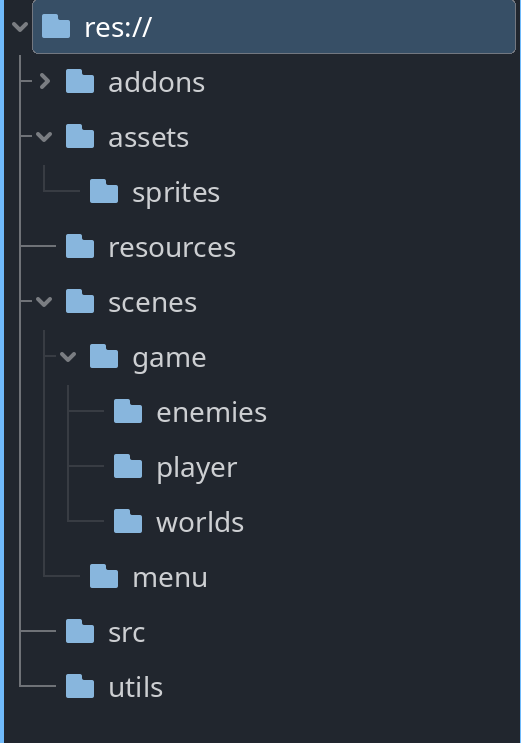 res://
addons
assets
sprites
resources
scenes
game
enemies
player
worlds
menu
src
utils